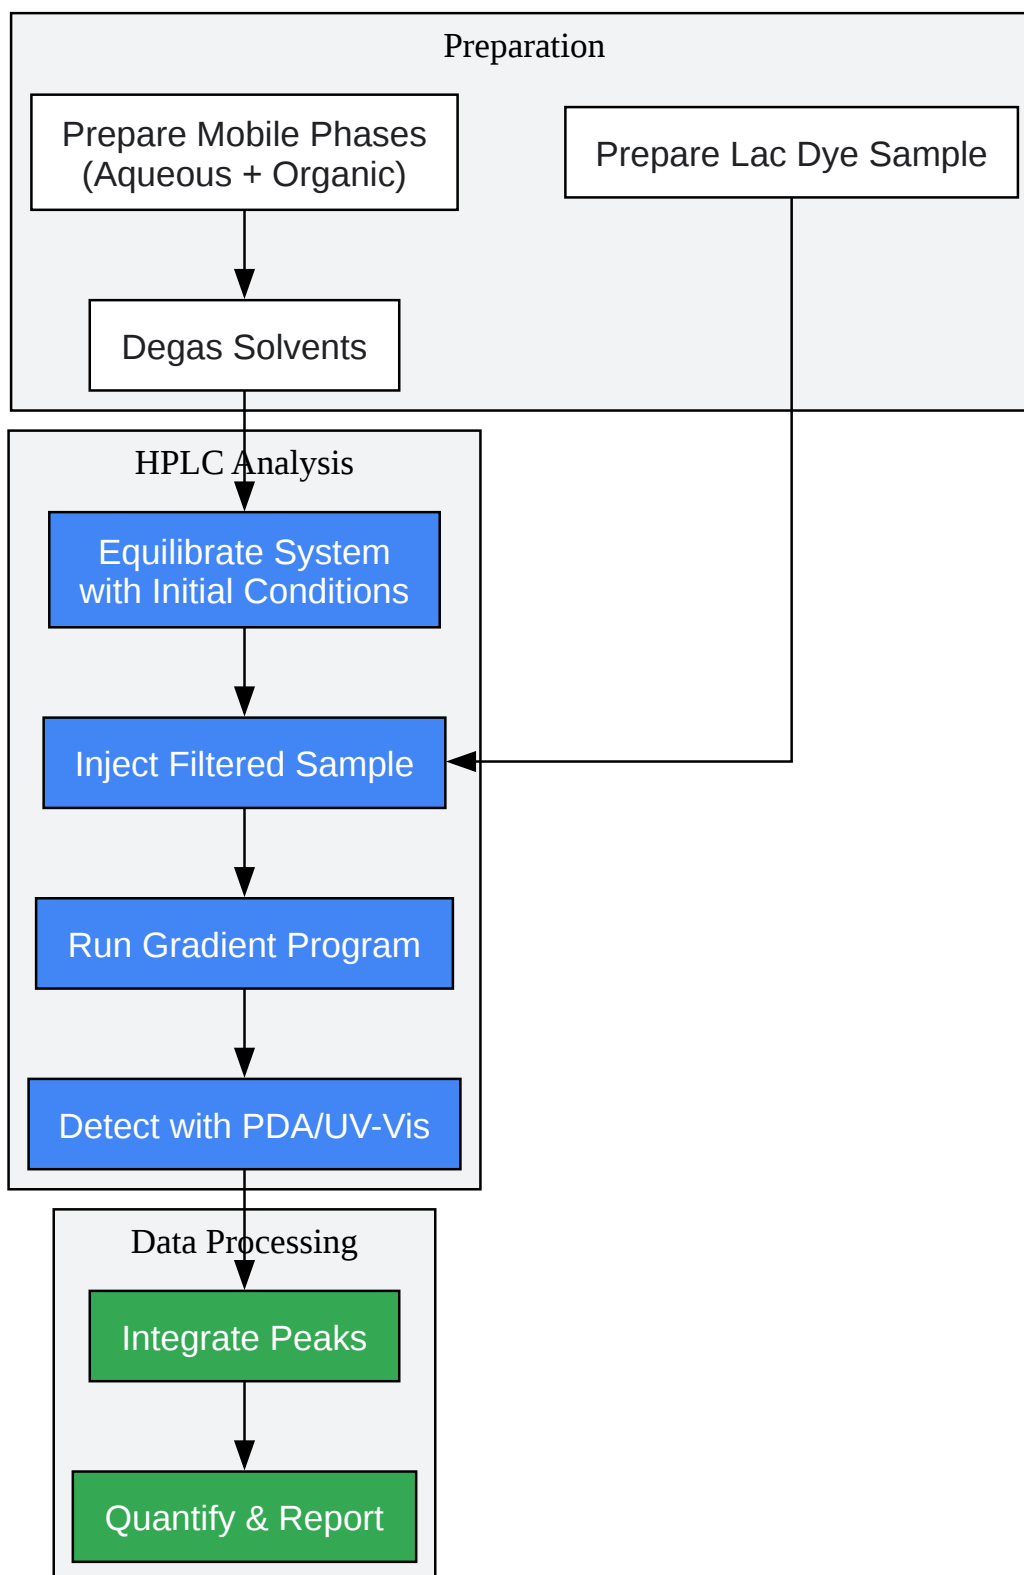 Preparation
Prepare Mobile Phases
(Aqueous + Organic)
Prepare Lac Dye Sample
Degas Solvents
HPLC Analysis
Equilibrate System
with Initial Conditions
Inject Filtered Sample
Run Gradient Program
Detect with PDA/UV-Vis
Data Processing
Integrate Peaks
Quantify & Report